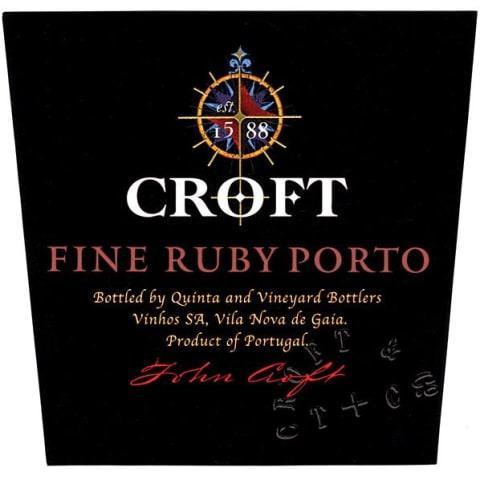 est.
15 88
CROFT
FINE RUBY PORTO
Bottled by Quinta and Vineyard Bottlers
Vinhos SA, Vila Nova de Gaia.
Product of Portugal.
John Croft